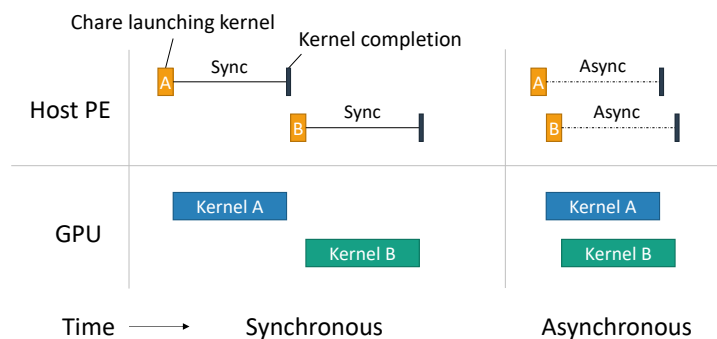 Chare launching kernel
Kernel completion
A
Sync
B
Sync
Host PE
A
Async
B
Async
GPU
Kernel A
Kernel B
Kernel A
Kernel B
Time
Synchronous
Asynchronous